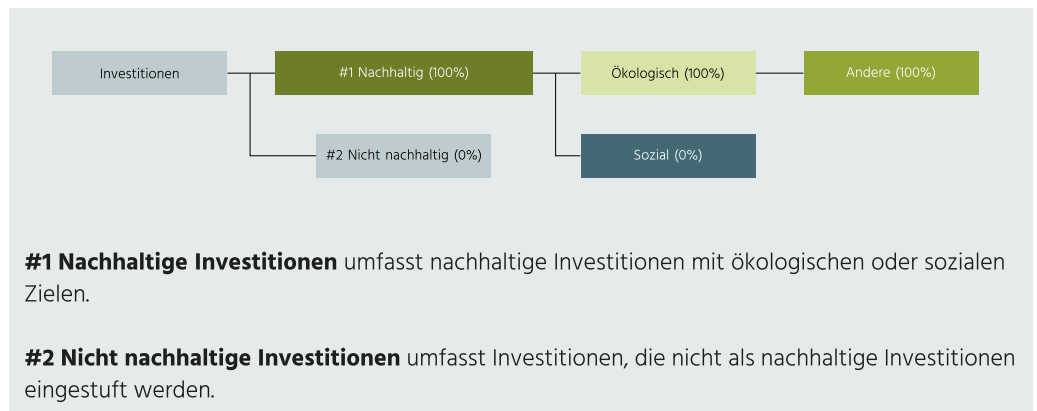 Investitionen
#1 Nachhaltig (100%)
Ökologisch (100%)
Andere (100%)
#2 Nicht nachhaltig (0%)
Sozial (0%)
#1 Nachhaltige Investitionen umfasst nachhaltige Investitionen mit ökologischen oder sozialen
Zielen.
#2 Nicht nachhaltige Investitionen umfasst Investitionen, die nicht als nachhaltige Investitionen
eingestuft werden.